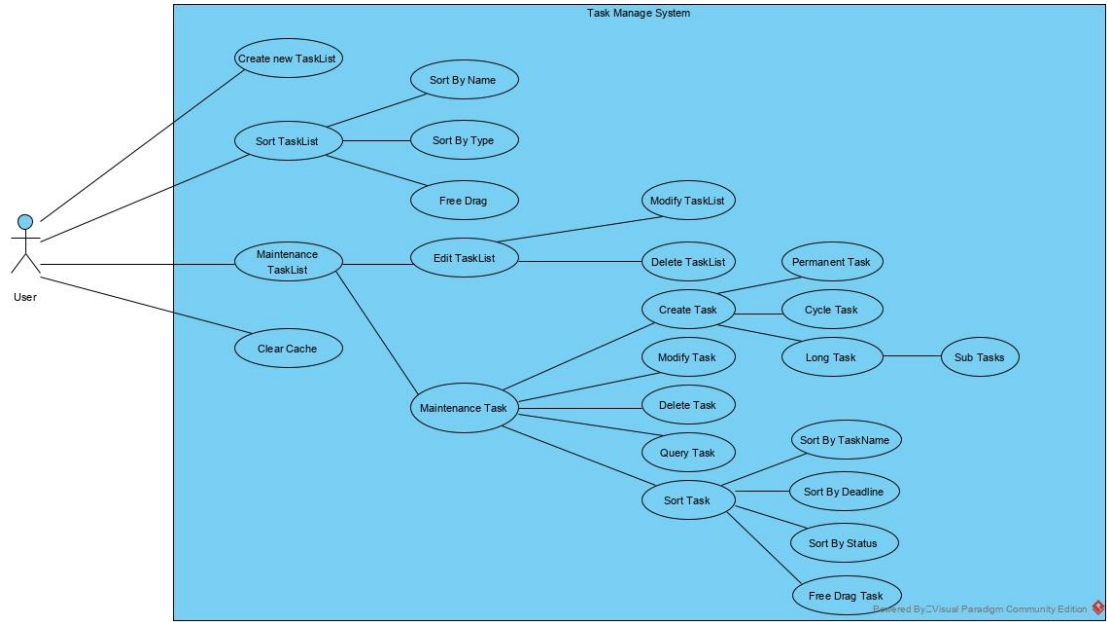 Task Manage System
Create new TaskList
Sort By Name
Sort TaskList
Sort By Type
Free Drag
Modify TaskList
Maintenance
TaskList
Edit TaskList
Delete TaskList
Permanent Task
User
Create Task
Cycle Task
Clear Cache
Modify Task
Long Task
Sub Tasks
Maintenance Task
Delete Task
Query Task
Sort By TaskName
Sort Task
Sort By Deadline
Sort By Status
Free Drag Task
Powered By Visual Paradigm Community Edition